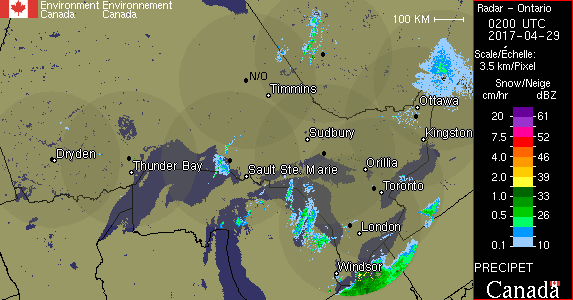 Environment Environnement
Canada Canada
100 KM
N/O
Timmins
Ottawa
Sudbury
Kingston
Dryden
Thunder Bay
Sault Ste. Marie
Orillia
Toronto
London
Windsor
Radar - Ontario
0200 UTC
2017-04-29
Scale/Échelle:
3.5 km/Pixel
Snow/Neige
cm/hr dBZ
20 61
7.5 52
4.0 46
2.0 39
1.0 33
0.5 26
0.1 10
PRECIPET
Canada